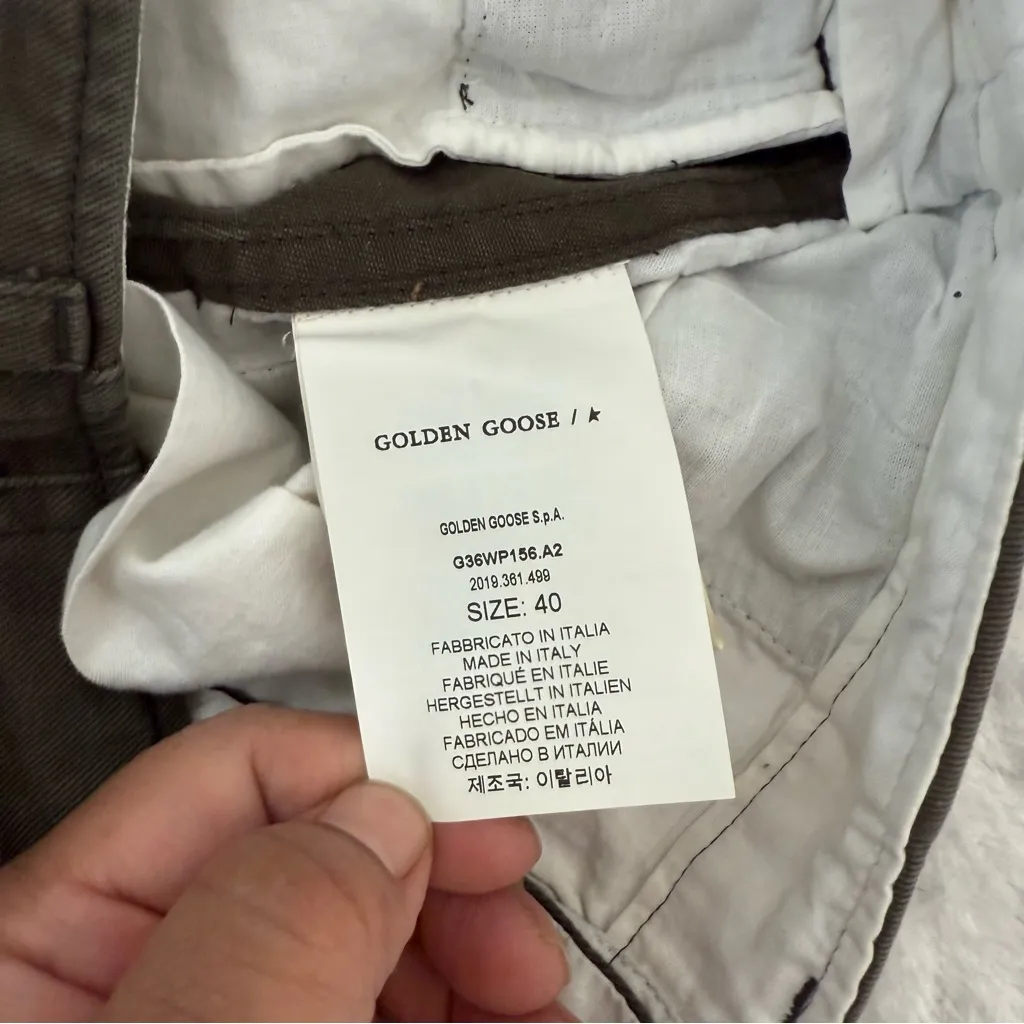 GOLDEN GOOSE / ★
GOLDEN GOOSE S.p.A.
G36WP156.A2
2019.361.499
SIZE: 40
FABBRICATO IN ITALIA
MADE IN ITALY
FABRIQUÉ EN ITALIE
HERGESTELLT IN ITALIEN
HECHO EN ITALIA
FABRICADO EM ITÁLIA
СДЕЛАНО В ИТАЛИИ
제조국: 이탈리아